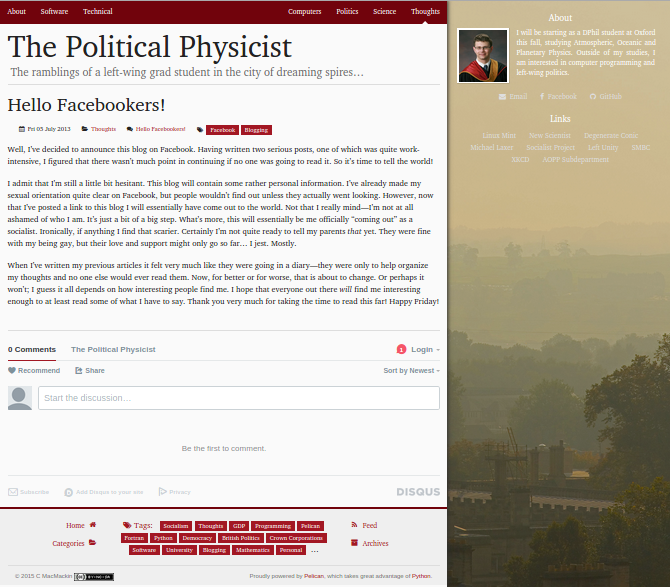 About Software Technical Computers Politics Science Thoughts
The Political Physicist
The ramblings of a left-wing grad student in the city of dreaming spires…
Hello Facebookers!
Fri 05 July 2013 Thoughts Hello Facebookers! Facebook Blogging
Well, I've decided to announce this blog on Facebook. Having written two serious posts, one of which was quite work-
intensive, I figured that there wasn't much point in continuing if no one was going to read it. So it's time to tell the world!
I admit that I'm still a little bit hesitant. This blog will contain some rather personal information. I've already made my
sexual orientation quite clear on Facebook, but people wouldn't find out unless they actually went looking. However, now
that I've posted a link to this blog I will essentially have come out to the world. Not that I really mind—I'm not at all
ashamed of who I am. It's just a bit of a big step. What's more, this will essentially be me officially “coming out” as a
socialist. Ironically, if anything I find that scarier. Certainly I'm not quite ready to tell my parents that yet. They were fine
with my being gay, but their love and support might only go so far… I jest. Mostly.
When I've written my previous articles it felt very much like they were going in a diary—they were only to help organize
my thoughts and no one else would ever read them. Now, for better or for worse, that is about to change. Or perhaps it
won't; I guess it all depends on how interesting people find me. I hope that everyone out there will find me interesting
enough to at least read some of what I have to say. Thank you very much for taking the time to read this far! Happy Friday!
0 Comments The Political Physicist 1 Login
Recommend Share Sort by Newest
Start the discussion…
Be the first to comment.
Subscribe Add Disqus to your site Privacy DISQUS
Home Tags: Socialism Thoughts GDP Programming Pelican Feed
Fortran Python Democracy British Politics Crown Corporations
Categories Software University Blogging Mathematics Personal … Archives
© 2015 C MacMackin
Proudly powered by Pelican, which takes great advantage of Python.
About
I will be starting as a DPhil student at Oxford
this fall, studying Atmospheric, Oceanic and
Planetary Physics. Outside of my studies, I
am interested in computer programming and
left-wing politics.
Email Facebook GitHub
Links
Linux Mint New Scientist Degenerate Conic
Michael Laxer Socialist Project Left Unity SMBC
XKCD AOPP Subdepartment